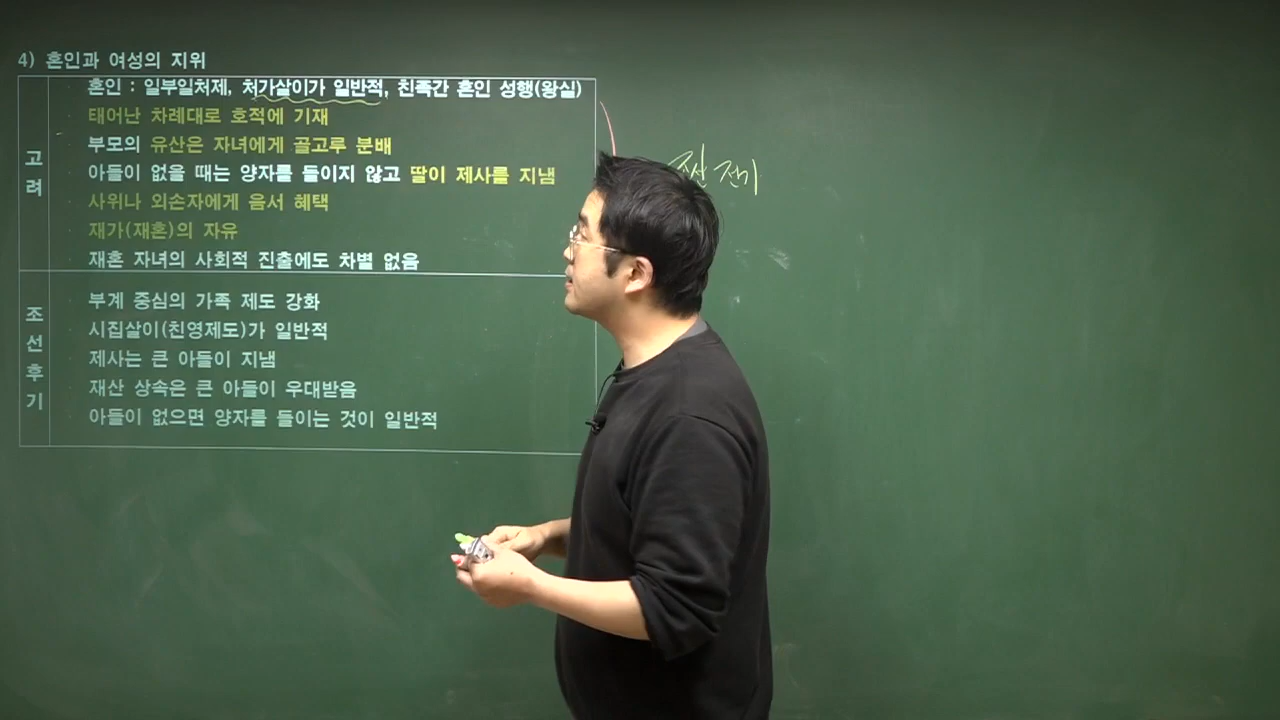 4) 혼인과 여성의 지위
고려
혼인 : 일부일처제, 처가살이가 일반적, 친족간 혼인 성행(왕실)
태어난 차례대로 호적에 기재
부모의 유산은 자녀에게 골고루 분배
아들이 없을 때는 양자를 들이지 않고 딸이 제사를 지냄
사위나 외손자에게 음서 혜택
재가(재혼)의 자유
재혼 자녀의 사회적 진출에도 차별 없음
조선후기
부계 중심의 가족 제도 강화
시집살이(친영제도)가 일반적
제사는 큰 아들이 지냄
재산 상속은 큰 아들이 우대받음
아들이 없으면 양자를 들이는 것이 일반적
조선 전기